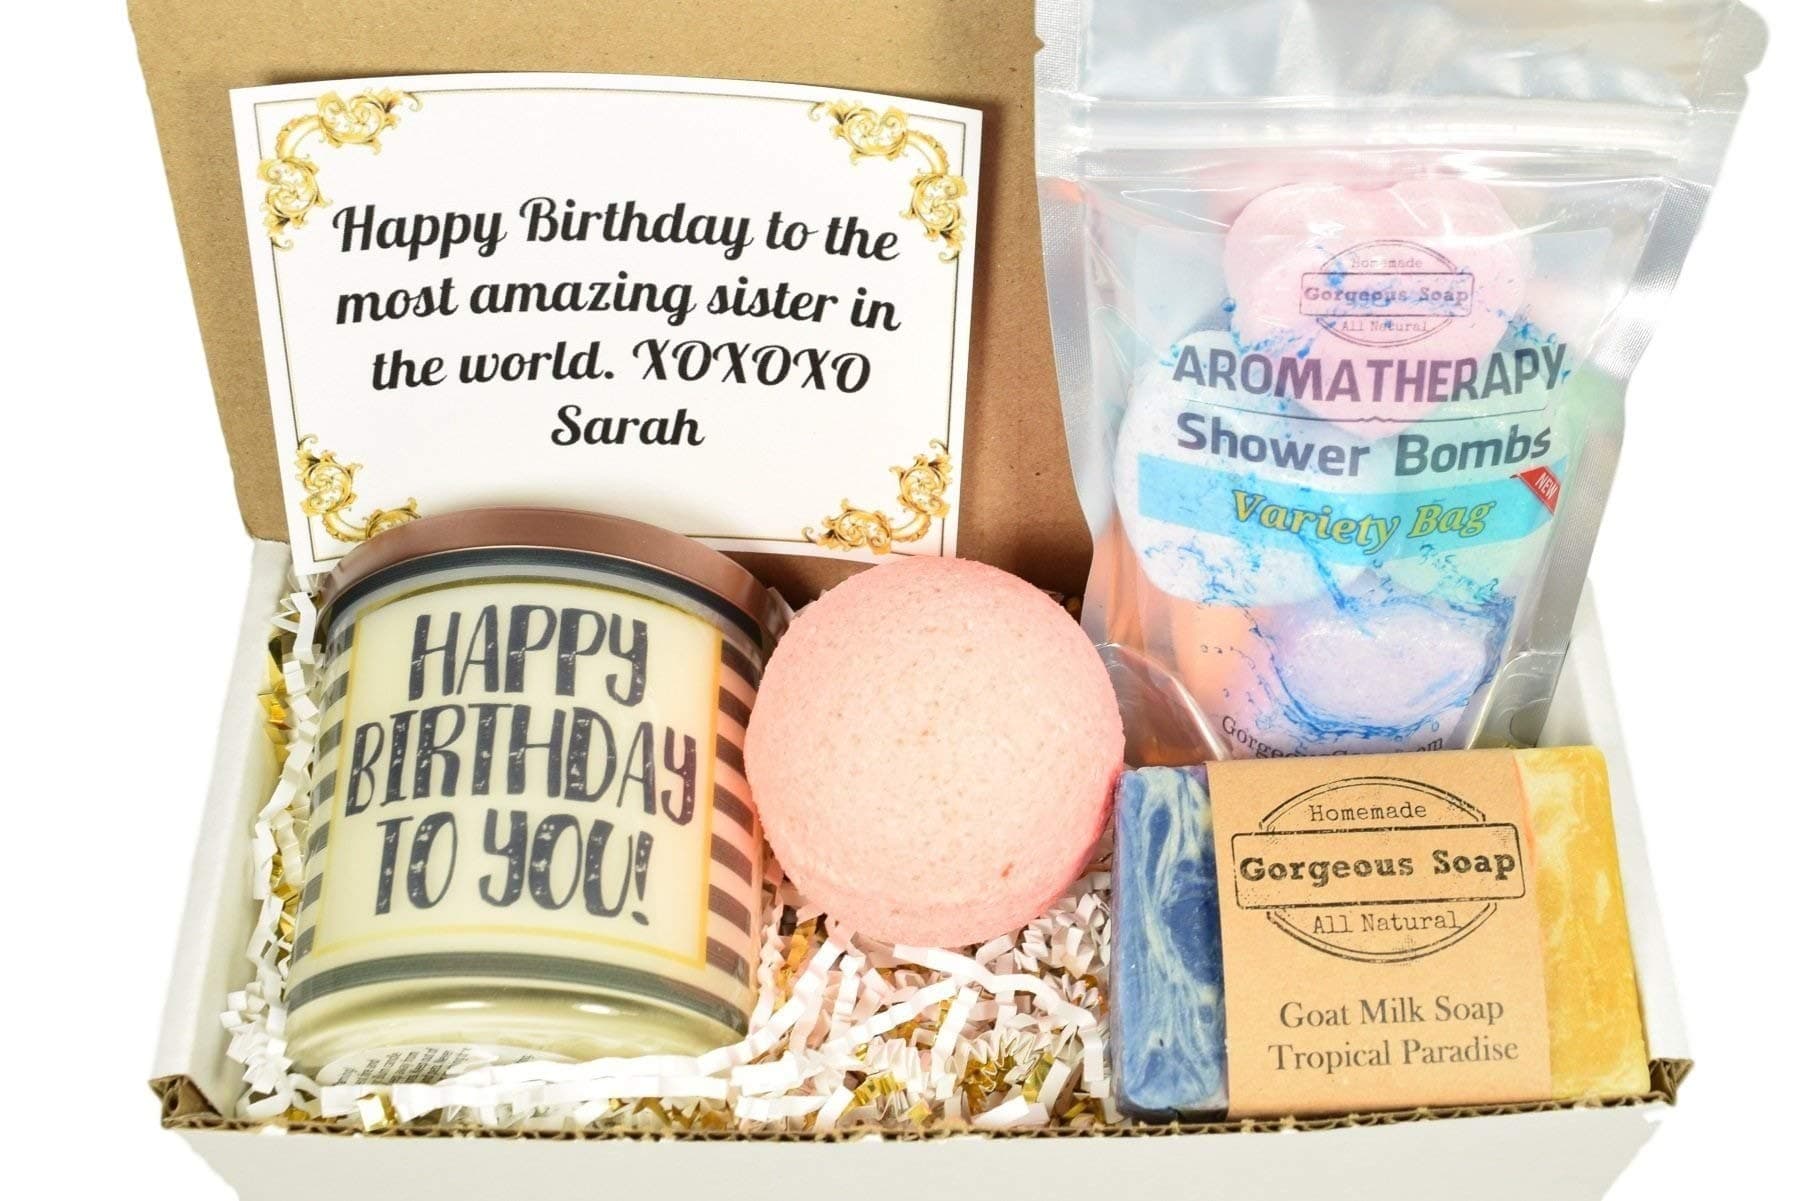 Happy Birthday to the
most amazing sister in
the world. XOXOXO
Sarah
HAPPY
BIRTHDAY
TO YOU!
Homemade
Gorgeous Soap
All Natural
AROMATHERAPY
Shower Bombs
NEW
Variety Bag
Homemade
Gorgeous Soap
All Natural
Goat Milk Soap
Tropical Paradise